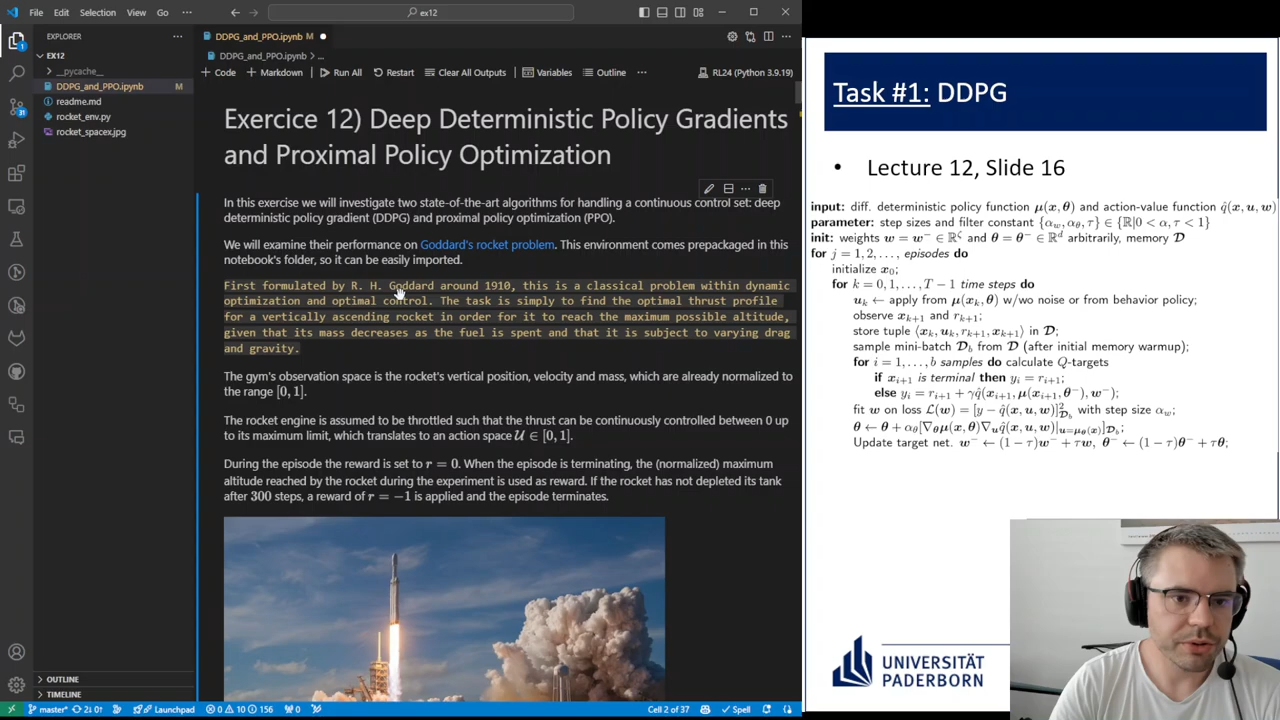 File Edit Selection View Go ··· ex12
EXPLORER ···
EX12
__pycache__
DDPG_and_PPO.ipynb M
readme.md
rocket_env.py
rocket_spacex.jpg
OUTLINE
TIMELINE
DDPG_and_PPO.ipynb M
DDPG_and_PPO.ipynb > ...
+ Code + Markdown Run All Restart Clear All Outputs Variables Outline ··· RL24 (Python 3.9.19)
Exercice 12) Deep Deterministic Policy Gradients
and Proximal Policy Optimization
In this exercise we will investigate two state-of-the-art algorithms for handling a continuous control set: deep
deterministic policy gradient (DDPG) and proximal policy optimization (PPO).
We will examine their performance on Goddard's rocket problem. This environment comes prepackaged in this
notebook's folder, so it can be easily imported.
First formulated by R. H. Goddard around 1910, this is a classical problem within dynamic
optimization and optimal control. The task is simply to find the optimal thrust profile
for a vertically ascending rocket in order for it to reach the maximum possible altitude,
given that its mass decreases as the fuel is spent and that it is subject to varying drag
and gravity.
The gym's observation space is the rocket's vertical position, velocity and mass, which are already normalized to
the range [0, 1].
The rocket engine is assumed to be throttled such that the thrust can be continuously controlled between 0 up
to its maximum limit, which translates to an action space 𝒰 ∈ [0, 1].
During the episode the reward is set to r = 0. When the episode is terminating, the (normalized) maximum
altitude reached by the rocket during the experiment is used as reward. If the rocket has not depleted its tank
after 300 steps, a reward of r = −1 is applied and the episode terminates.
master* 2↓ 0↑ Launchpad 0 10 156 0 Cell 2 of 37 Spell
Task #1: DDPG
• Lecture 12, Slide 16
input: diff. deterministic policy function μ(x, θ) and action-value function q̂(x, u, w)
parameter: step sizes and filter constant {α_w, α_θ, τ} ∈ {ℝ|0 < α, τ < 1}
init: weights w = w⁻ ∈ ℝ^ζ and θ = θ⁻ ∈ ℝ^d arbitrarily, memory 𝒟
for j = 1, 2, . . . , episodes do
initialize x₀;
for k = 0, 1, . . . , T − 1 time steps do
u_k ← apply from μ(x_k, θ) w/wo noise or from behavior policy;
observe x_{k+1} and r_{k+1};
store tuple ⟨x_k, u_k, r_{k+1}, x_{k+1}⟩ in 𝒟;
sample mini-batch 𝒟_b from 𝒟 (after initial memory warmup);
for i = 1, . . . , b samples do calculate Q-targets
if x_{i+1} is terminal then y_i = r_{i+1};
else y_i = r_{i+1} + γq̂(x_{i+1}, μ(x_{i+1}, θ⁻), w⁻);
fit w on loss ℒ(w) = [y − q̂(x, u, w)]²_{𝒟_b} with step size α_w;
θ ← θ + α_θ[∇_θμ(x, θ)∇_uq̂(x, u, w)|_{u=μ_θ(x)}]_{𝒟_b};
Update target net. w⁻ ← (1 − τ)w⁻ + τw, θ⁻ ← (1 − τ)θ⁻ + τθ;
UNIVERSITÄT
PADERBORN